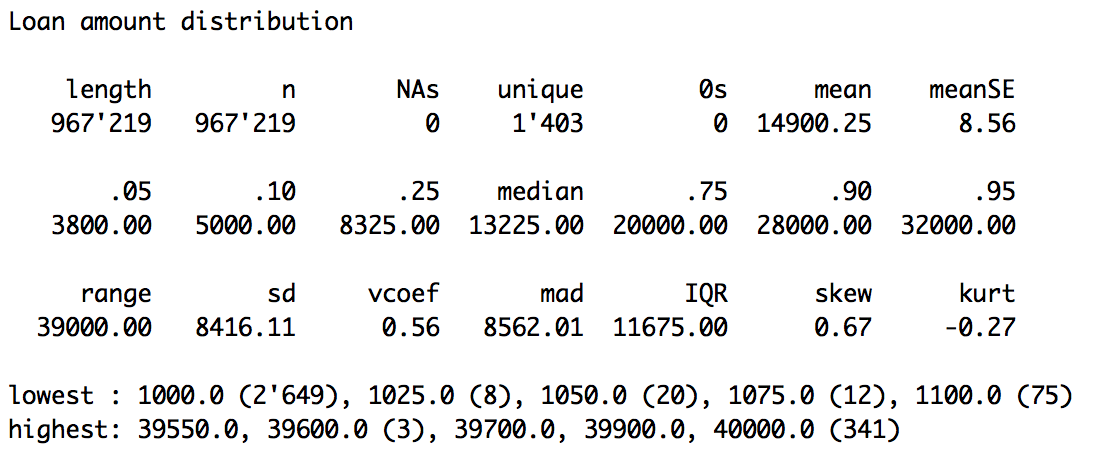 Loan amount distribution
length n NAs unique 0s mean meanSE
967'219 967'219 0 1'403 0 14900.25 8.56
.05 .10 .25 median .75 .90 .95
3800.00 5000.00 8325.00 13225.00 20000.00 28000.00 32000.00
range sd vcoef mad IQR skew kurt
39000.00 8416.11 0.56 8562.01 11675.00 0.67 -0.27
lowest : 1000.0 (2'649), 1025.0 (8), 1050.0 (20), 1075.0 (12), 1100.0 (75)
highest: 39550.0, 39600.0 (3), 39700.0, 39900.0, 40000.0 (341)